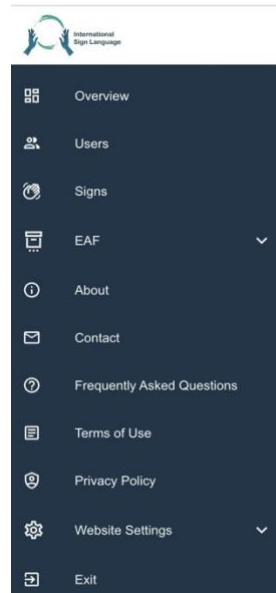 International
Sign Language
Overview
Users
Signs
EAF
About
Contact
Frequently Asked Questions
Terms of Use
Privacy Policy
Website Settings
Exit